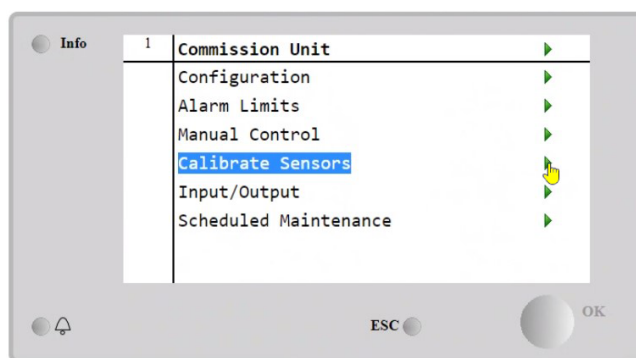 Info
1
Commission Unit
Configuration
Alarm Limits
Manual Control
Calibrate Sensors
Input/Output
Scheduled Maintenance
ESC
OK